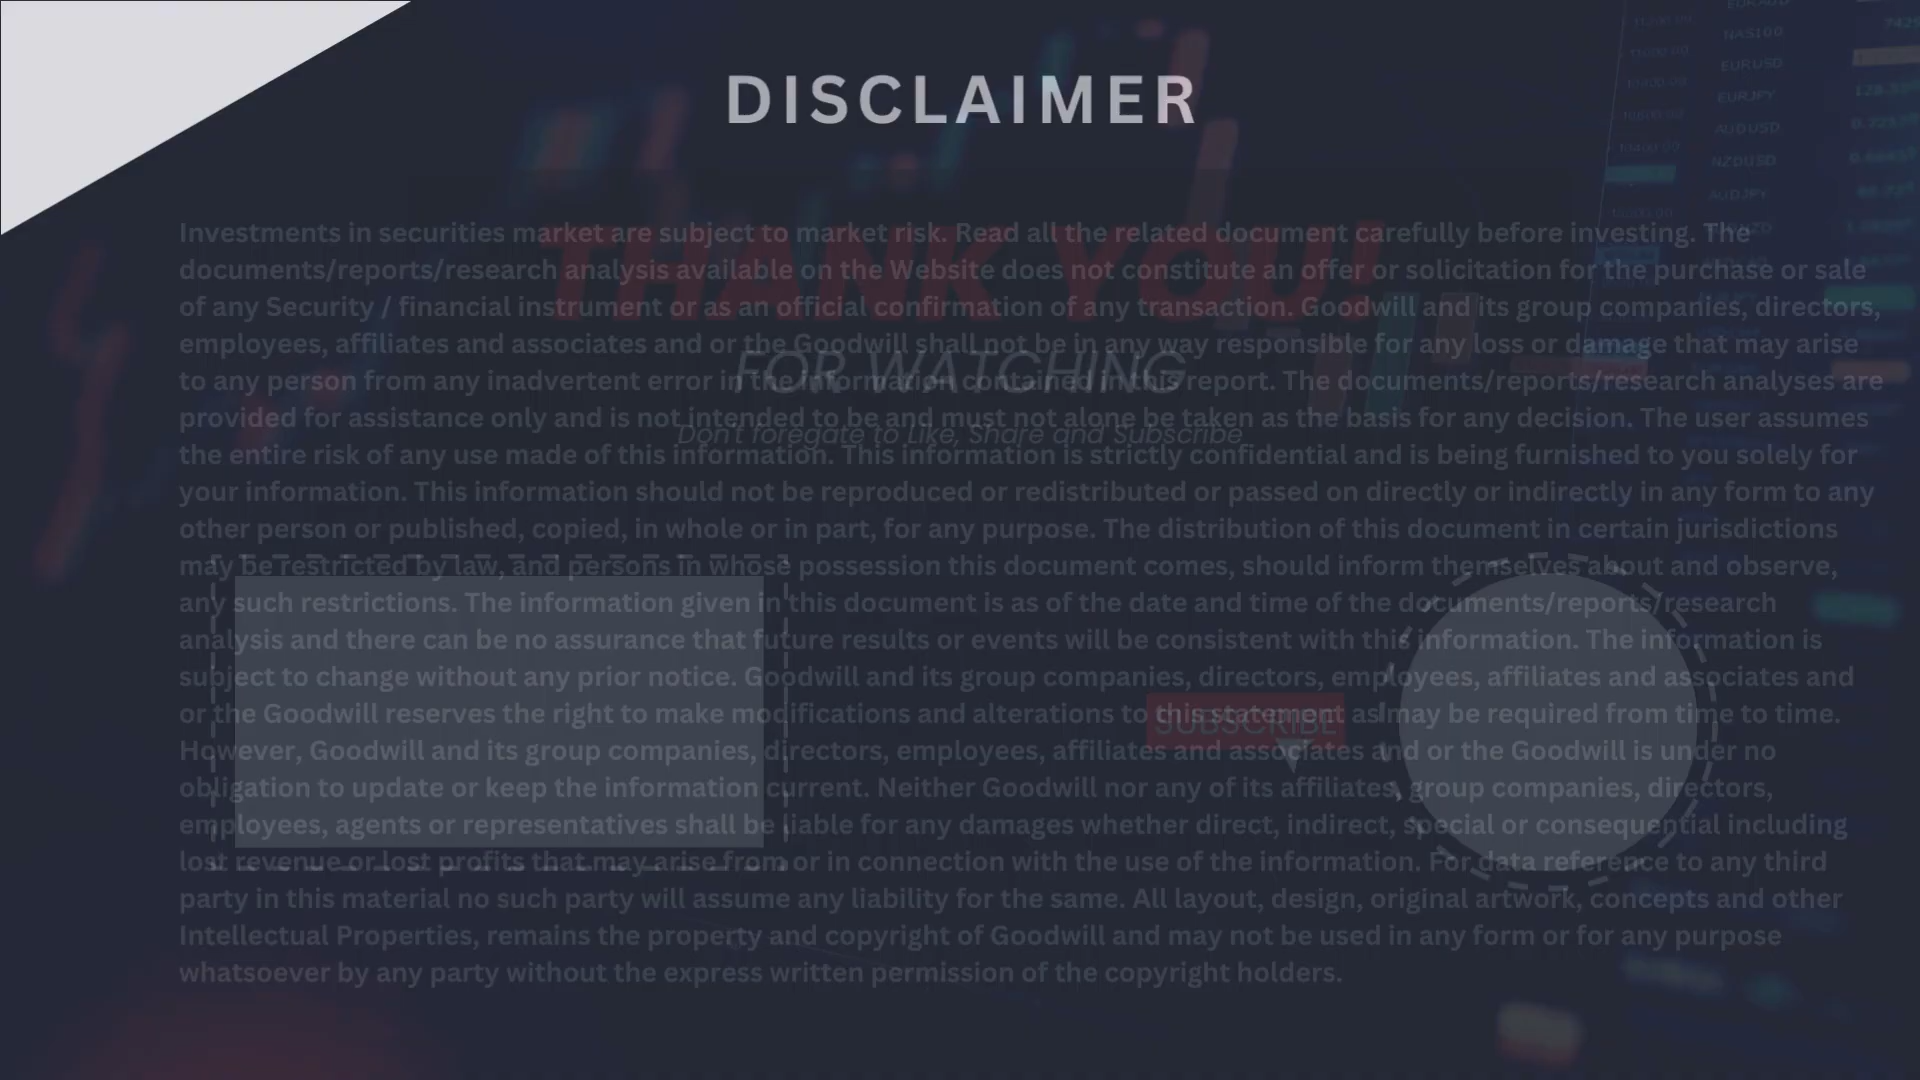 DISCLAIMER
Investments in securities market are subject to market risk. Read all the related document carefully before investing. The
documents/reports/research analysis available on the Website does not constitute an offer or solicitation for the purchase or sale
of any Security / financial instrument or as an official confirmation of any transaction. Goodwill and its group companies, directors,
employees, affiliates and associates and or the Goodwill shall not be in any way responsible for any loss or damage that may arise
to any person from any inadvertent error in the information contained in this report. The documents/reports/research analyses are
provided for assistance only and is not intended to be and must not alone be taken as the basis for any decision. The user assumes
the entire risk of any use made of this information. This information is strictly confidential and is being furnished to you solely for
your information. This information should not be reproduced or redistributed or passed on directly or indirectly in any form to any
other person or published, copied, in whole or in part, for any purpose. The distribution of this document in certain jurisdictions
may be restricted by law, and persons in whose possession this document comes, should inform themselves about and observe,
any such restrictions. The information given in this document is as of the date and time of the documents/reports/research
analysis and there can be no assurance that future results or events will be consistent with this information. The information is
subject to change without any prior notice. Goodwill and its group companies, directors, employees, affiliates and associates and
or the Goodwill reserves the right to make modifications and alterations to this statement as may be required from time to time.
However, Goodwill and its group companies, directors, employees, affiliates and associates and or the Goodwill is under no
obligation to update or keep the information current. Neither Goodwill nor any of its affiliates, group companies, directors,
employees, agents or representatives shall be liable for any damages whether direct, indirect, special or consequential including
lost revenue or lost profits that may arise from or in connection with the use of the information. For data reference to any third
party in this material no such party will assume any liability for the same. All layout, design, original artwork, concepts and other
Intellectual Properties, remains the property and copyright of Goodwill and may not be used in any form or for any purpose
whatsoever by any party without the express written permission of the copyright holders.
THANK YOU!
FOR WATCHING
Don't foregate to Like, Share and Subscribe
SUBSCRIBE
NAS100
EURUSD
EURJPY
AUDUSD
NZDUSD
AUDJPY